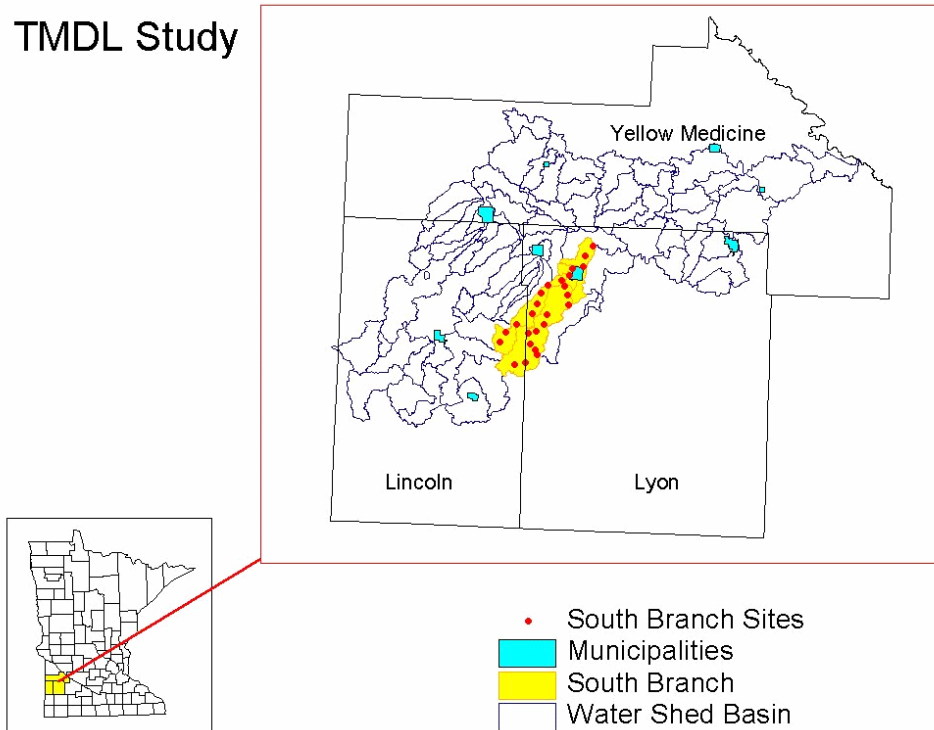 TMDL Study
Yellow Medicine
Lincoln
Lyon
South Branch Sites
Municipalities
South Branch
Water Shed Basin